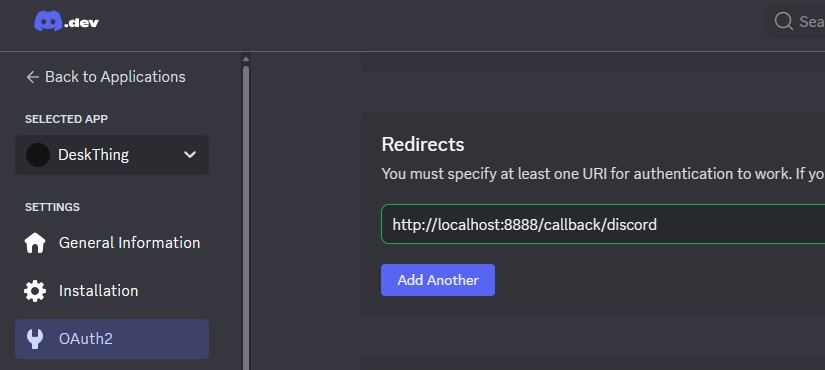 .dev
Sea
Back to Applications
SELECTED APP
DeskThing
SETTINGS
General Information
Installation
OAuth2
Redirects
You must specify at least one URI for authentication to work. If yo
http://localhost:8888/callback/discord
Add Another